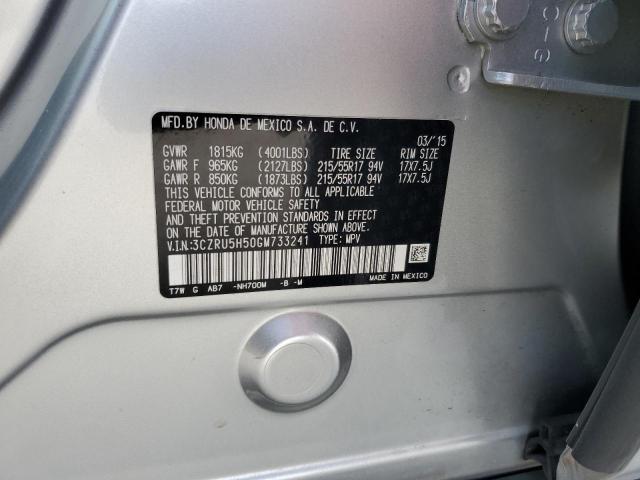 MFD.BY HONDA DE MEXICO S.A. DE C.V.
03/'15
GVWR 1815KG (4001LBS) TIRE SIZE RIM SIZE
GAWR F 965KG (2127LBS) 215/55R17 94V 17X7.5J
GAWR R 850KG (1873LBS) 215/55R17 94V 17X7.5J
THIS VEHICLE CONFORMS TO ALL APPLICABLE
FEDERAL MOTOR VEHICLE SAFETY
STANDARDS IN EFFECT ON THE DATE OF
MANUFACTURE SHOWN ABOVE.
V.I.N.:3CZRU5H50GM733241 TYPE: MPV
MADE IN MEXICO
T7W G AB7 -NH700M -B -M